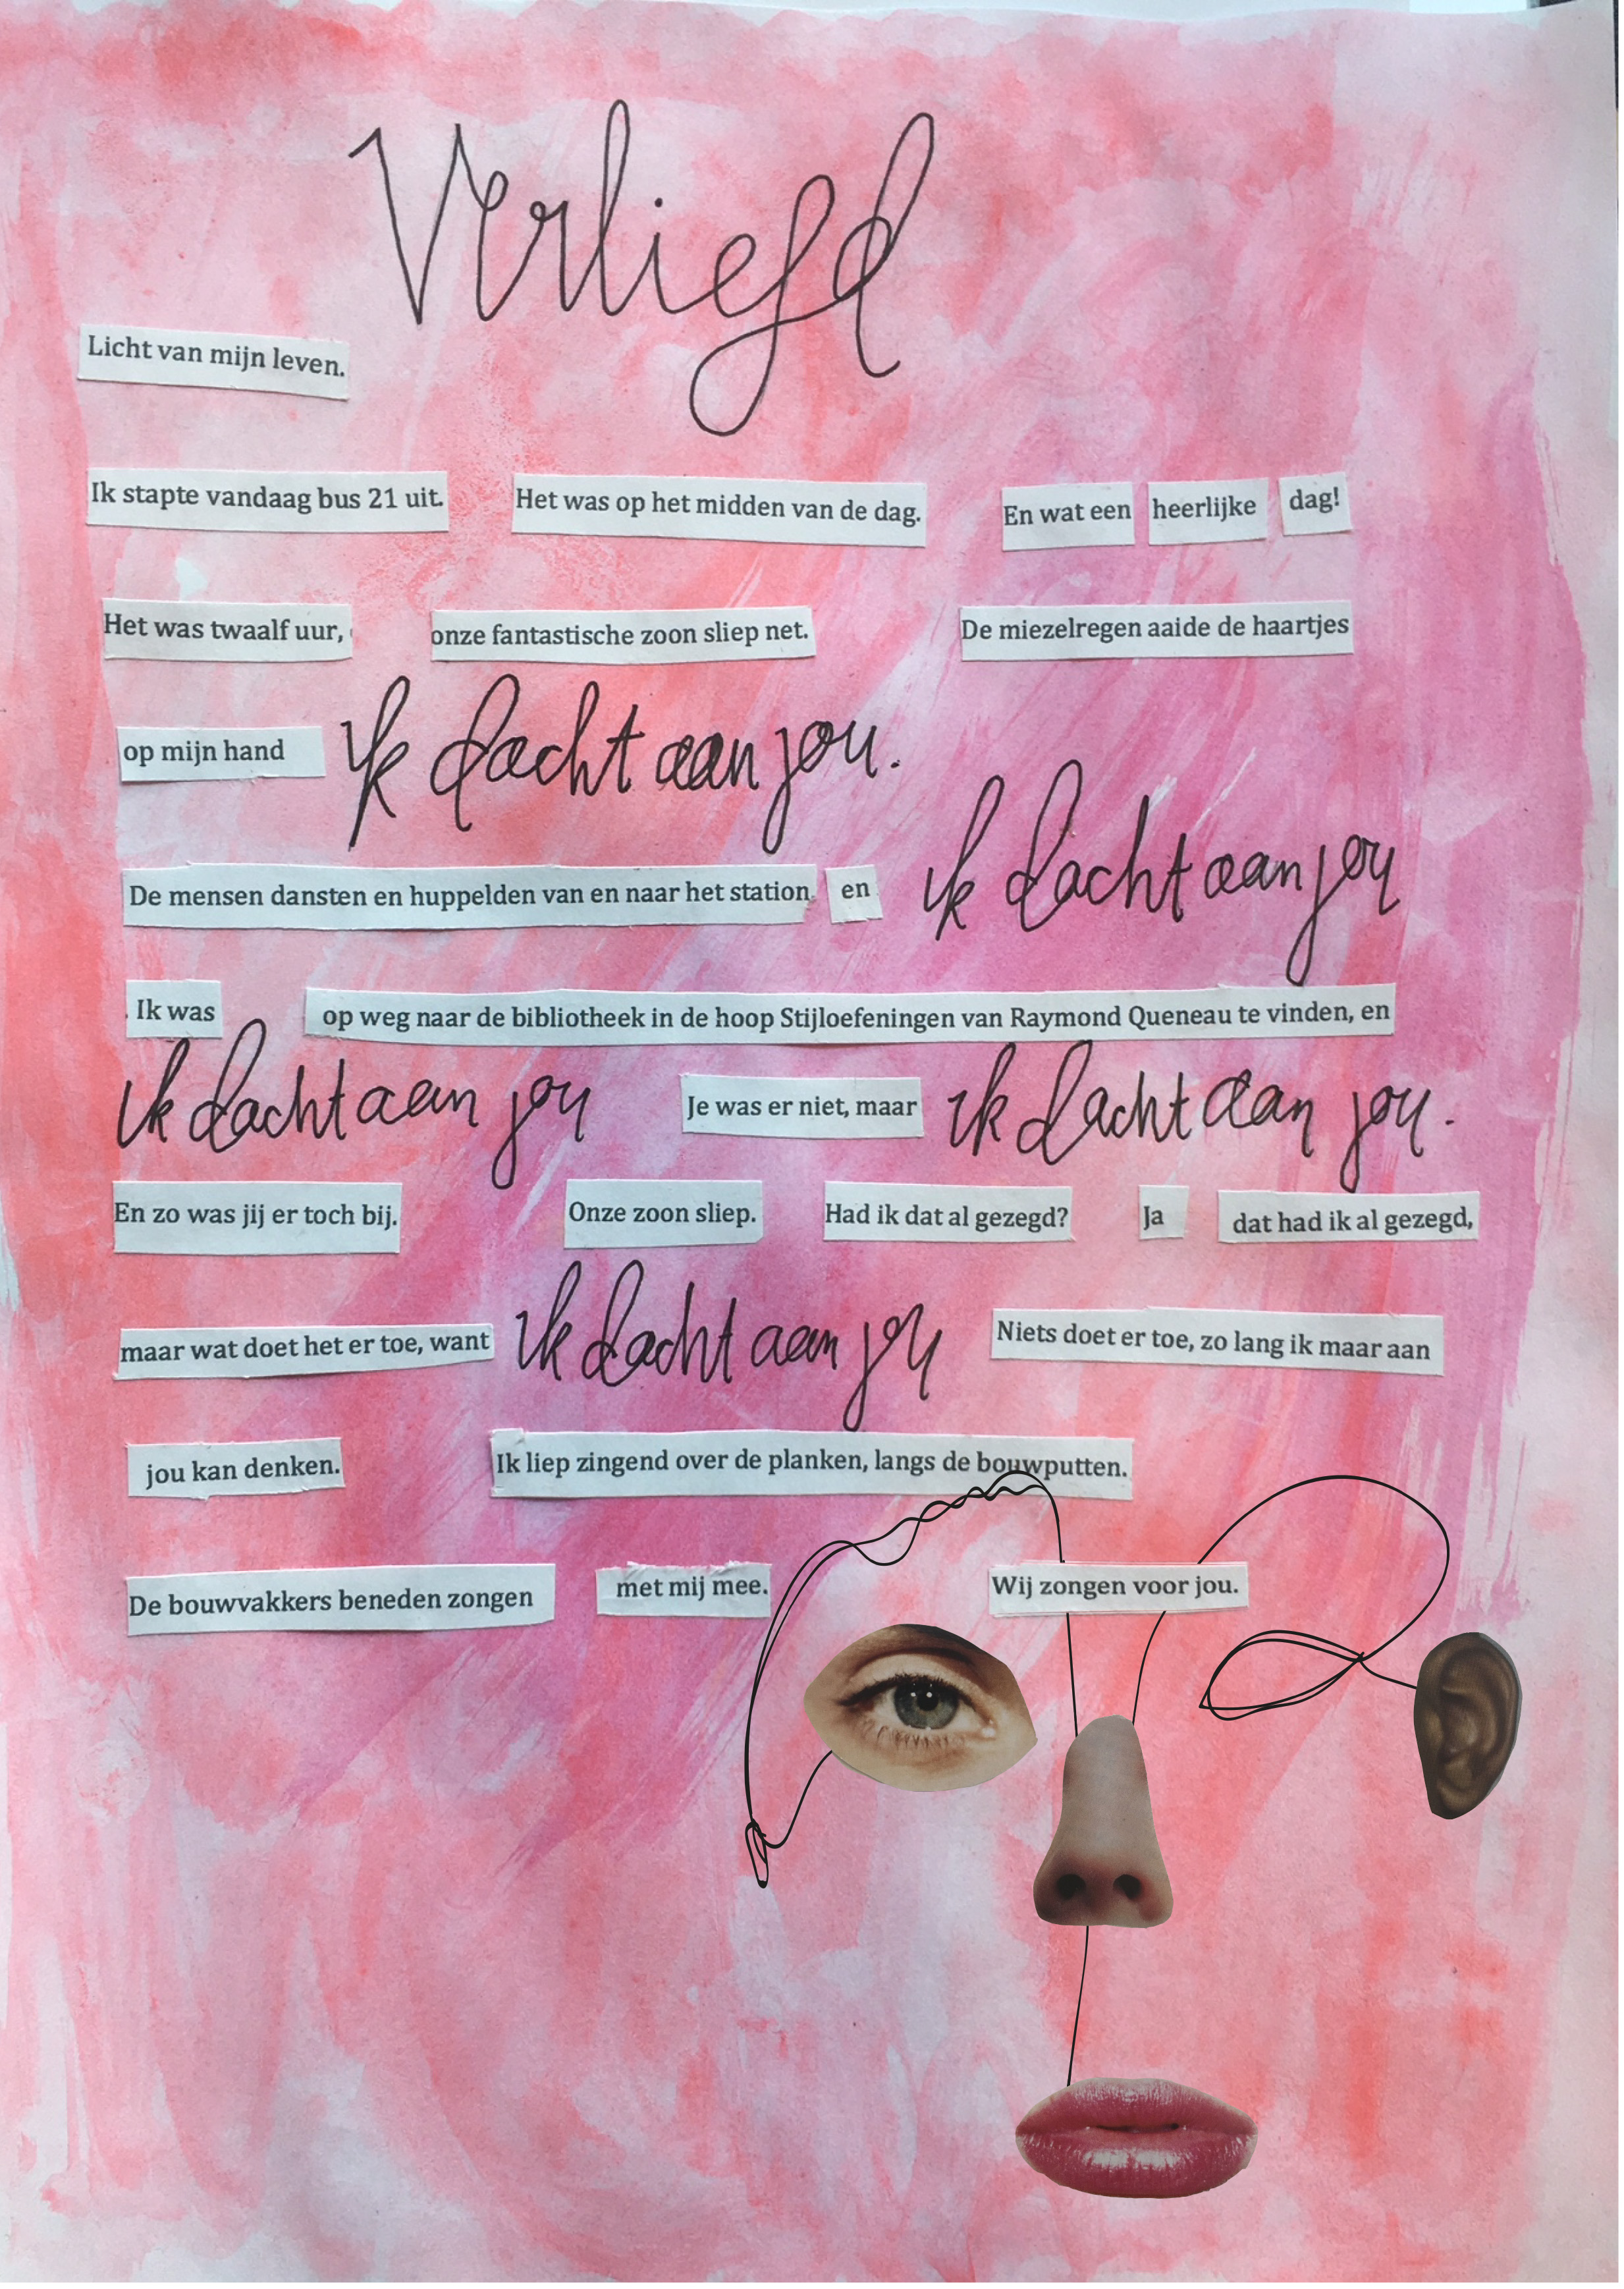 Verliefd
Licht van mijn leven.
Ik stapte vandaag bus 21 uit. Het was op het midden van de dag. En wat een heerlijke dag!
Het was twaalf uur, onze fantastische zoon sliep net. De miezelregen aaide de haartjes
op mijn hand ik dacht aan jou.
De mensen dansten en huppelden van en naar het station en ik dacht aan jou
. Ik was op weg naar de bibliotheek in de hoop Stijloefeningen van Raymond Queneau te vinden, en
ik dacht aan jou Je was er niet, maar ik dacht aan jou.
En zo was jij er toch bij. Onze zoon sliep. Had ik dat al gezegd? Ja dat had ik al gezegd,
maar wat doet het er toe, want ik dacht aan jou Niets doet er toe, zo lang ik maar aan
jou kan denken. Ik liep zingend over de planken, langs de bouwputten.
De bouwvakkers beneden zongen met mij mee. Wij zongen voor jou.